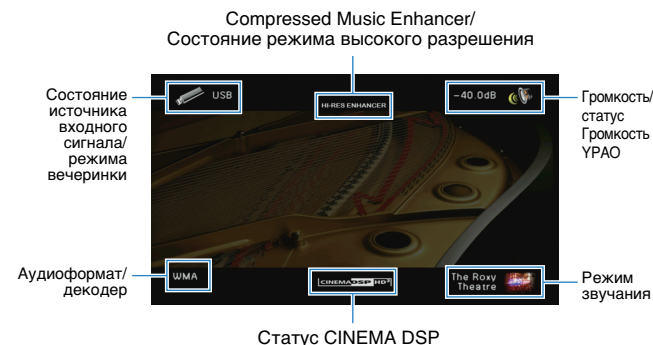 Compressed Music Enhancer/
Состояние режима высокого разрешения
Состояние
источника
входного
сигнала/
режима
вечеринки
USB
HI-RES ENHANCER
-40.0dB
Громкость/
статус
Громкость
YPAO
Аудиоформат/
декодер
WMA
CINEMA DSP HD³
The Roxy
Theatre
Режим
звучания
Статус CINEMA DSP